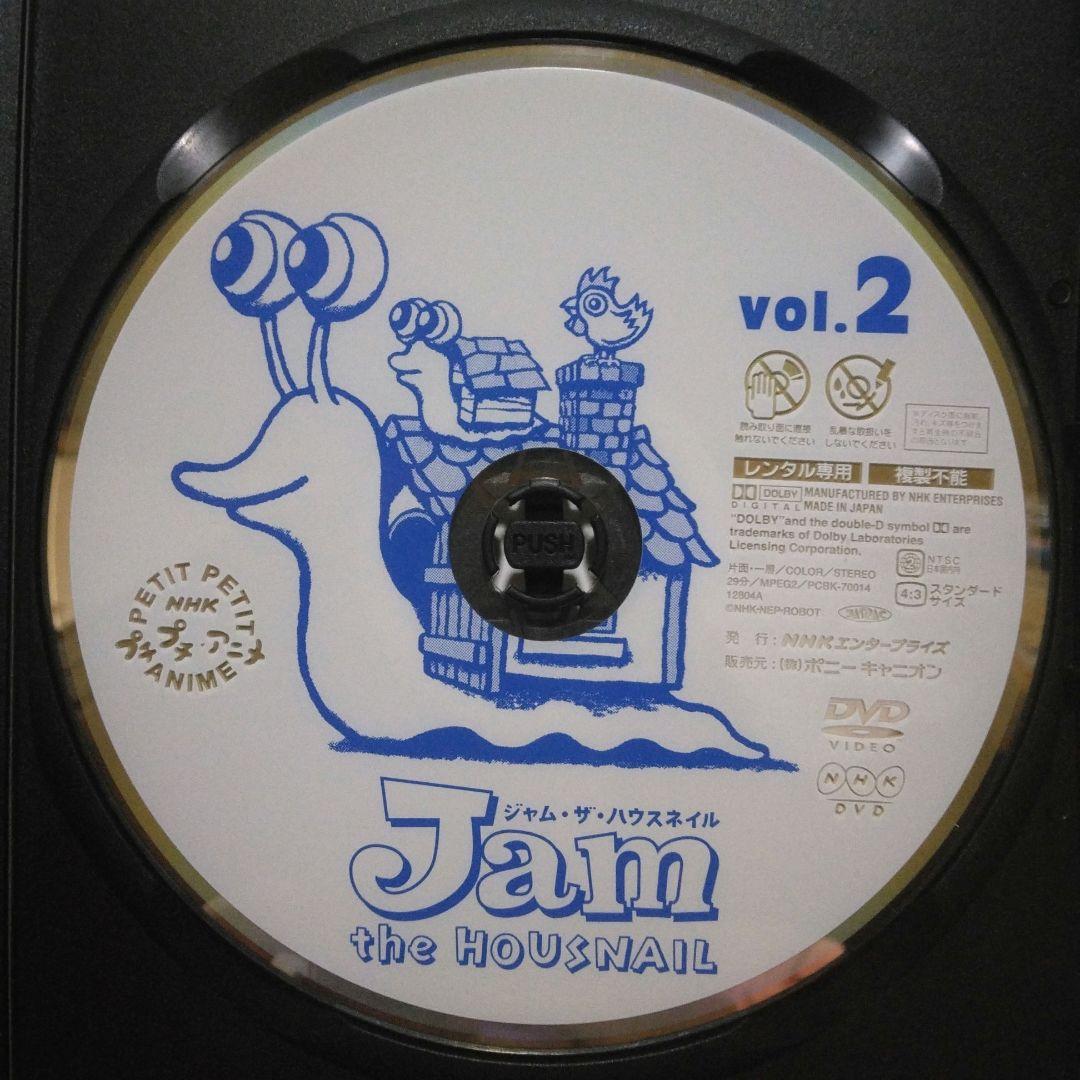 vol.2
読み取り面に直接
触れないでください
乱暴な取扱いを
しないでください
レンタル専用
複製不能
DOLBY
DIGITAL
MANUFACTURED BY NHK ENTERPRISES
MADE IN JAPAN
"DOLBY"and the double-D symbol are
trademarks of Dolby Laboratories
Licensing Corporation.
片面・一層／COLOR／STEREO
29分／MPEG2／PCBK-70014
12804A
©NHK・NEP・ROBOT
2
NTSC
日本国内向
4:3
スタンダード
サイズ
発 行：NHKエンタープライズ
販売元：(株)ポニーキャニオン
DVD
VIDEO
NHK
DVD
PUSH
PETIT PETIT
NHK
プチプチ・アニメ
ANIME
ジャム・ザ・ハウスネイル
Jam
the HOUSNAIL